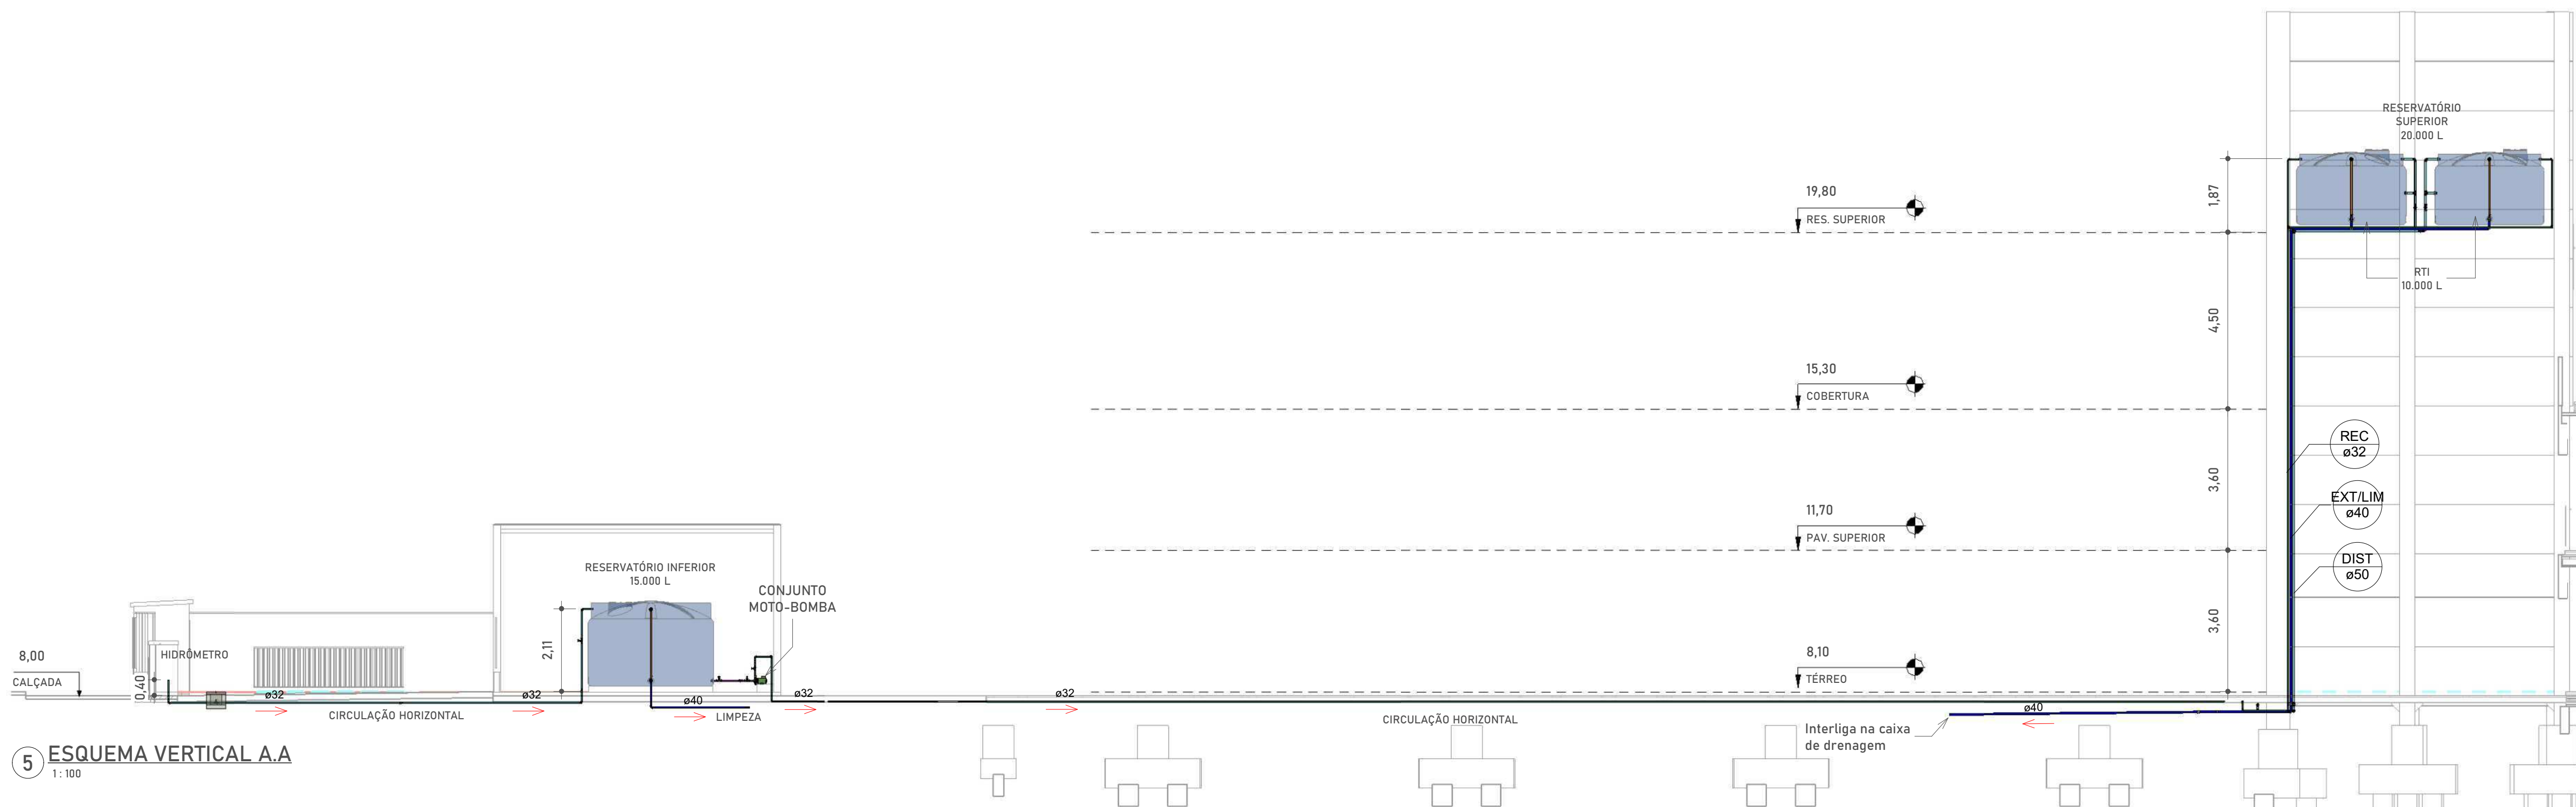 RESERVATÓRIO
SUPERIOR
20.000 L
19,80
RES. SUPERIOR
1,87
RTI
10.000 L
4,50
15,30
COBERTURA
REC
ø32
3,60
EXT/LIM
ø40
11,70
PAV. SUPERIOR
DIST
ø50
RESERVATÓRIO INFERIOR
15.000 L
CONJUNTO
MOTO-BOMBA
3,60
2,11
8,00
CALÇADA
HIDRÔMETRO
0,40
8,10
TÉRREO
ø32
ø32
ø40
ø32
ø32
ø40
CIRCULAÇÃO HORIZONTAL
LIMPEZA
CIRCULAÇÃO HORIZONTAL
Interliga na caixa
de drenagem
5 ESQUEMA VERTICAL A.A
1 : 100